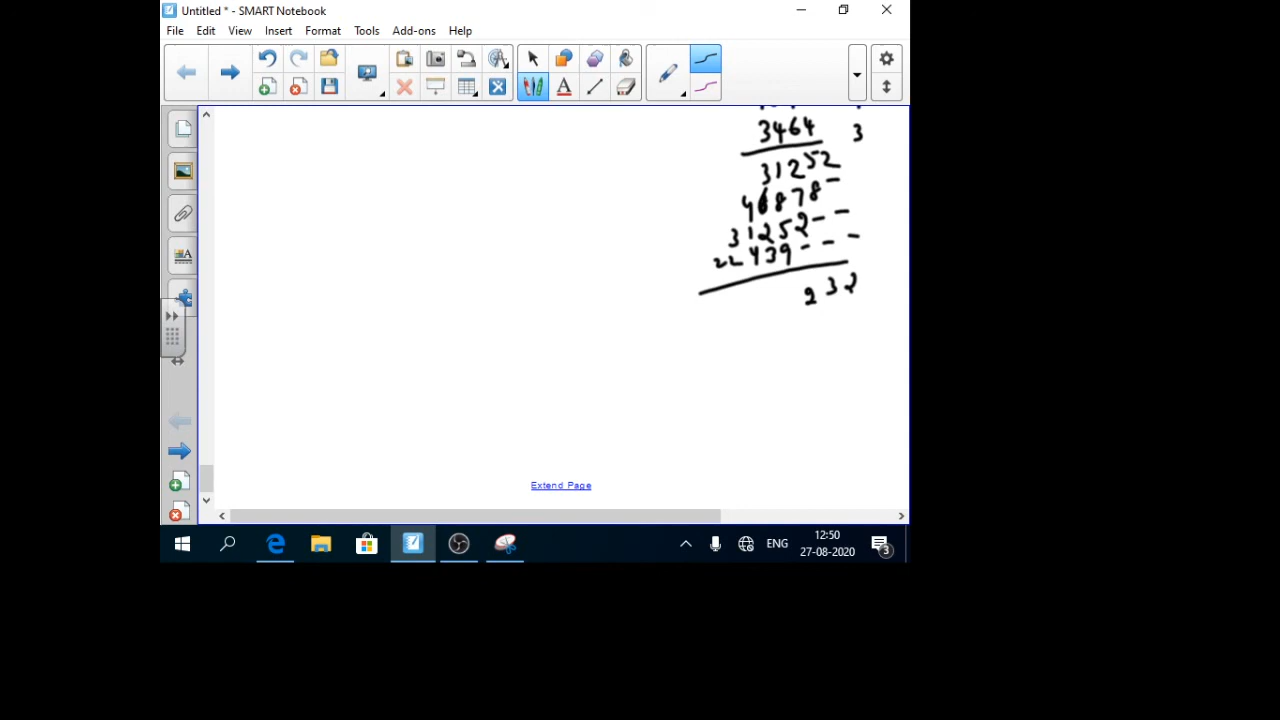 Untitled * - SMART Notebook
File Edit View Insert Format Tools Add-ons Help
3464 3
31252
46878 -
31252 - -
22439 - - -
232
Extend Page
ENG
12:50
27-08-2020
3